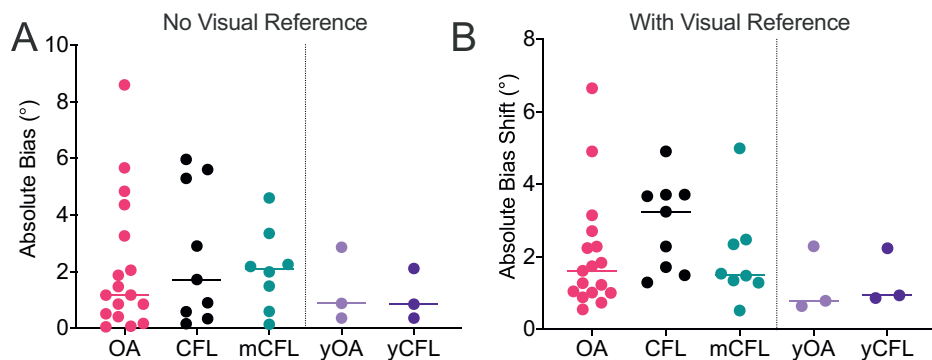 A
No Visual Reference
Absolute Bias (°)
10
8
6
4
2
0
OA CFL mCFL yOA yCFL
B
With Visual Reference
Absolute Bias Shift (°)
8
6
4
2
0
OA CFL mCFL yOA yCFL